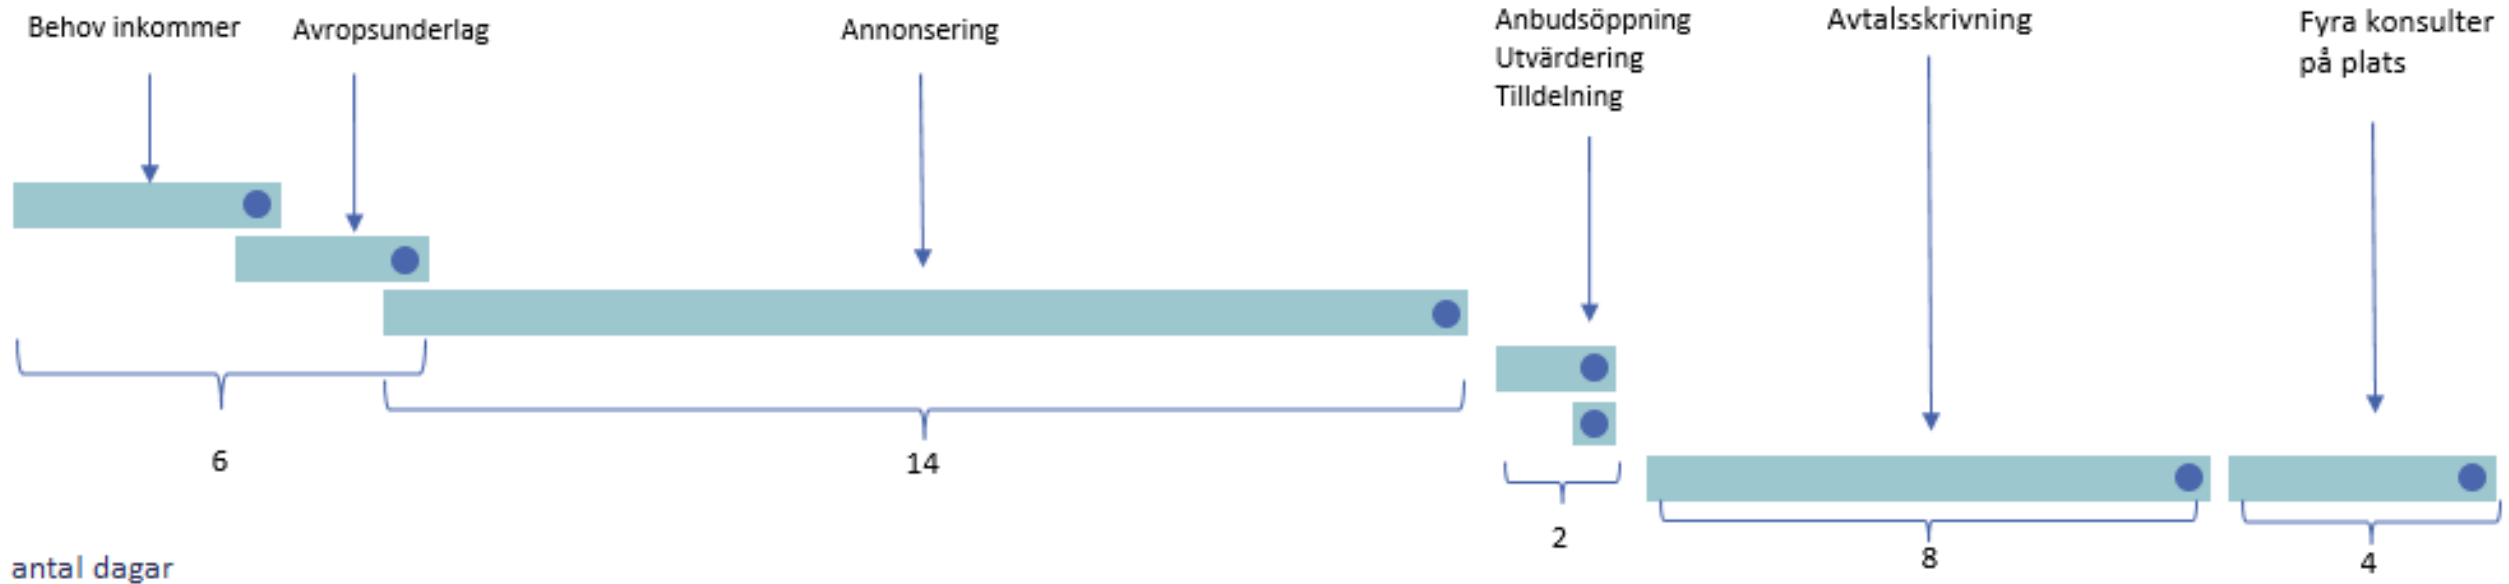 Behov inkommer
Avropsunderlag
Annonsering
Anbudsöppning
Utvärdering
Tilldelning
Avtalsskrivning
Fyra konsulter
på plats
6
14
2
8
4
antal dagar